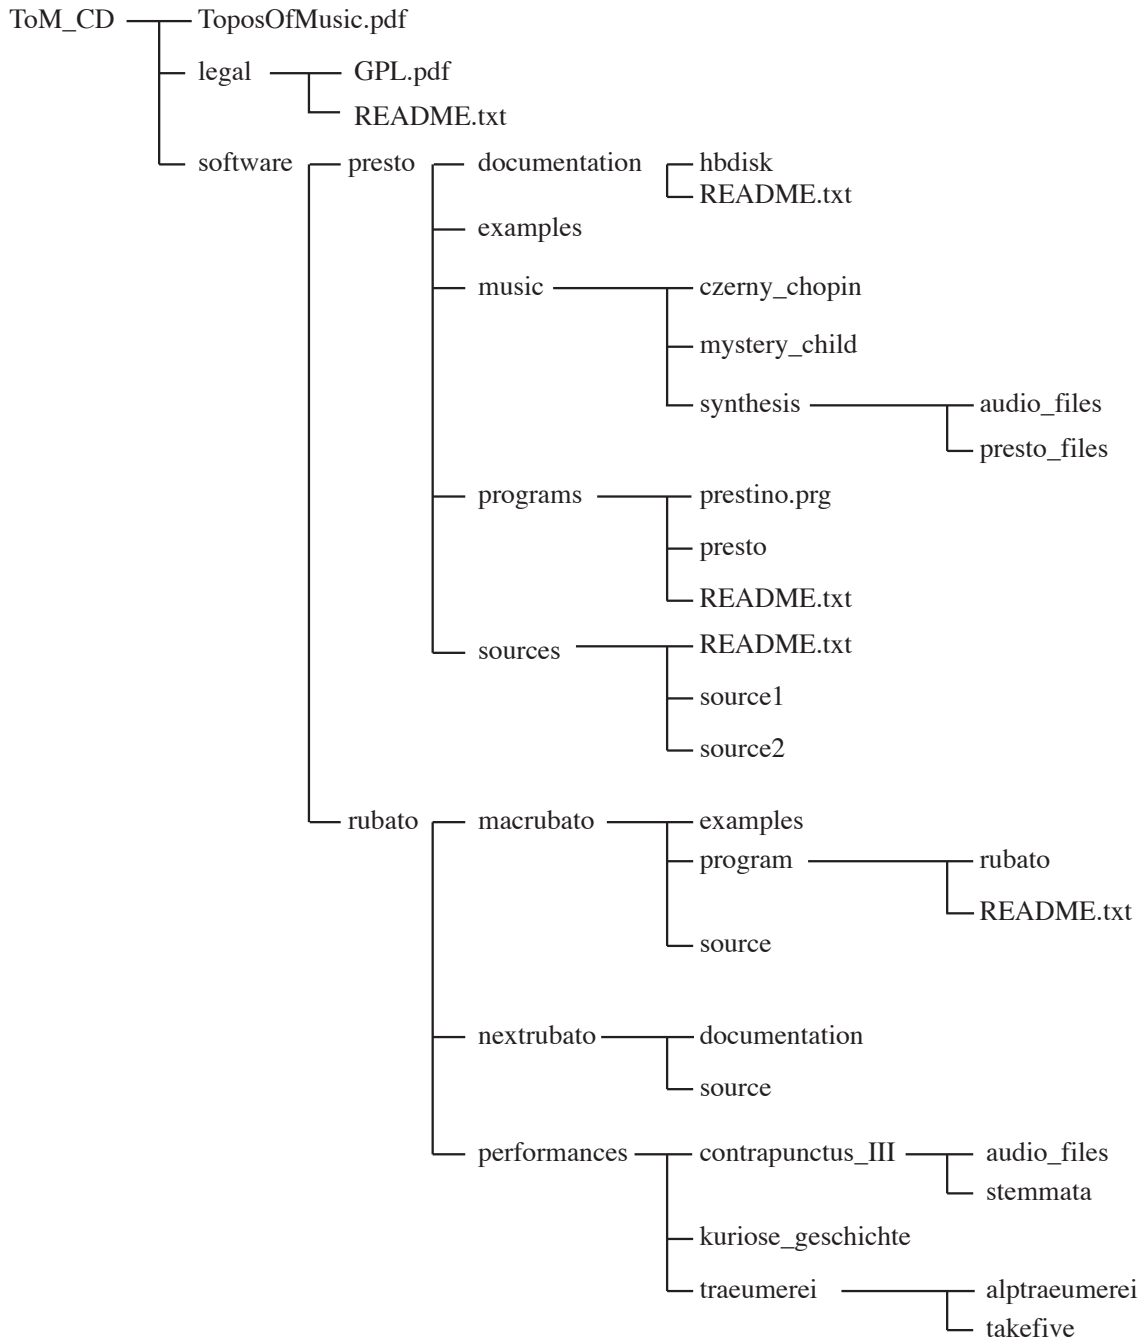 ToM_CD ToposOfMusic.pdf
legal GPL.pdf
README.txt
software presto documentation hbdisk
README.txt
examples
music czerny_chopin
mystery_child
synthesis audio_files
presto_files
programs prestino.prg
presto
README.txt
sources README.txt
source1
source2
rubato macrubato examples
program rubato
README.txt
source
nextrubato documentation
source
performances contrapunctus_III audio_files
stemmata
kuriose_geschichte
traeumerei alptraeumerei
takefive